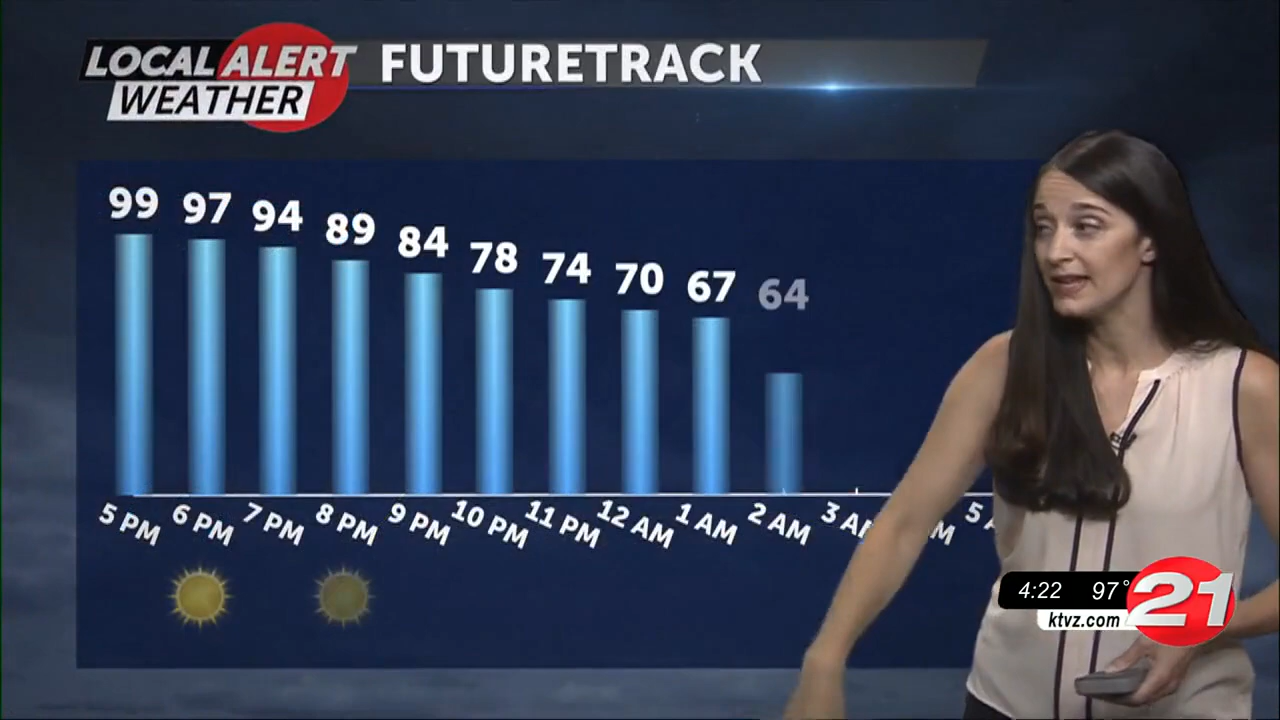 LOCAL ALERT
WEATHER
FUTURETRACK
99 97 94 89 84 78 74 70 67 64
5 PM 6 PM 7 PM 8 PM 9 PM 10 PM 11 PM 12 AM 1 AM 2 AM 3
4:22 97°
21
ktvz.com